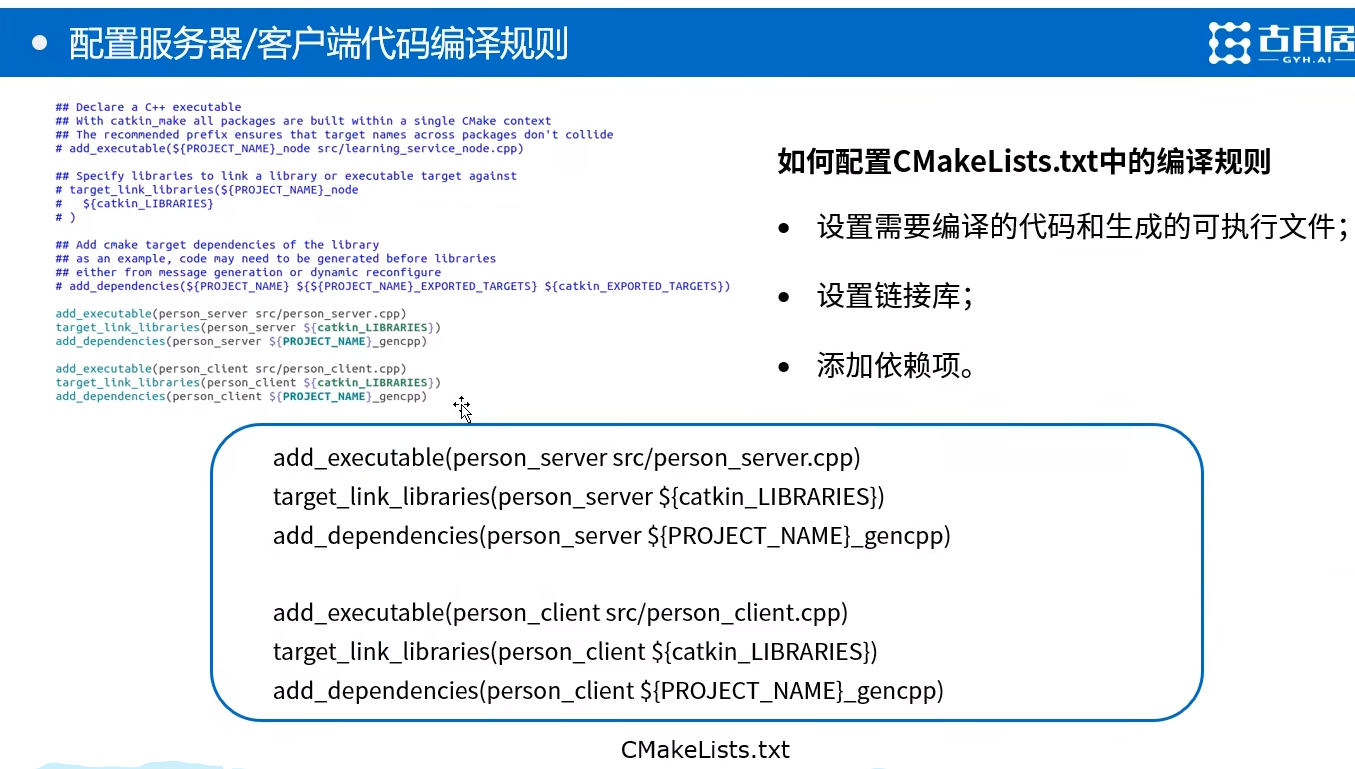 配置服务器/客户端代码编译规则
古月居
GYH.AI
## Declare a C++ executable
## With catkin_make all packages are built within a single CMake context
## The recommended prefix ensures that target names across packages don't collide
# add_executable(${PROJECT_NAME}_node src/learning_service_node.cpp)
## Specify libraries to link a library or executable target against
# target_link_libraries(${PROJECT_NAME}_node
#   ${catkin_LIBRARIES}
# )
## Add cmake target dependencies of the library
## as an example, code may need to be generated before libraries
## either from message generation or dynamic reconfigure
# add_dependencies(${PROJECT_NAME} ${${PROJECT_NAME}_EXPORTED_TARGETS} ${catkin_EXPORTED_TARGETS})
add_executable(person_server src/person_server.cpp)
target_link_libraries(person_server ${catkin_LIBRARIES})
add_dependencies(person_server ${PROJECT_NAME}_gencpp)
add_executable(person_client src/person_client.cpp)
target_link_libraries(person_client ${catkin_LIBRARIES})
add_dependencies(person_client ${PROJECT_NAME}_gencpp)
如何配置CMakeLists.txt中的编译规则
• 设置需要编译的代码和生成的可执行文件；
• 设置链接库；
• 添加依赖项。
add_executable(person_server src/person_server.cpp)
target_link_libraries(person_server ${catkin_LIBRARIES})
add_dependencies(person_server ${PROJECT_NAME}_gencpp)
add_executable(person_client src/person_client.cpp)
target_link_libraries(person_client ${catkin_LIBRARIES})
add_dependencies(person_client ${PROJECT_NAME}_gencpp)
CMakeLists.txt